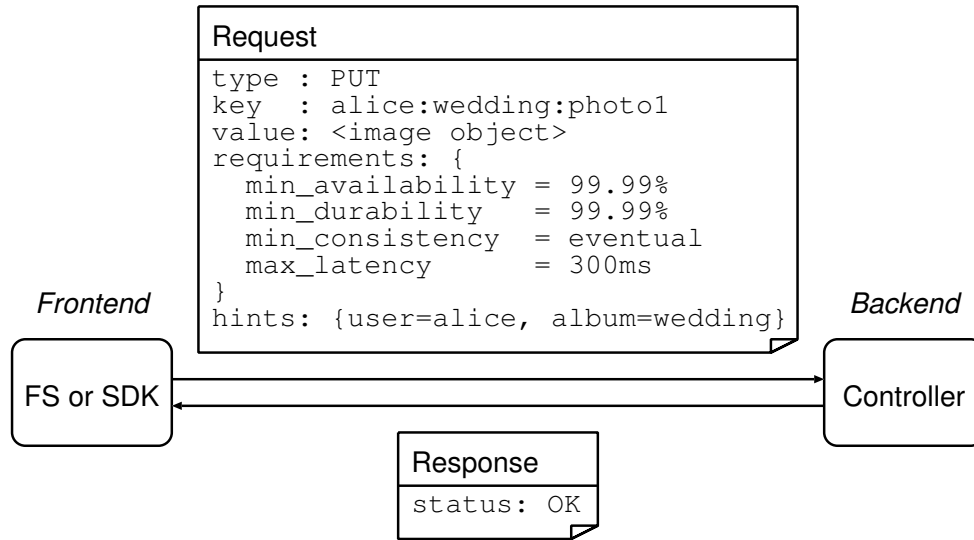 Request
type : PUT
key  : alice:wedding:photo1
value: <image object>
requirements: {
  min_availability = 99.99%
  min_durability   = 99.99%
  min_consistency  = eventual
  max_latency      = 300ms
}
hints: {user=alice, album=wedding}
Frontend
Backend
FS or SDK
Controller
Response
status: OK